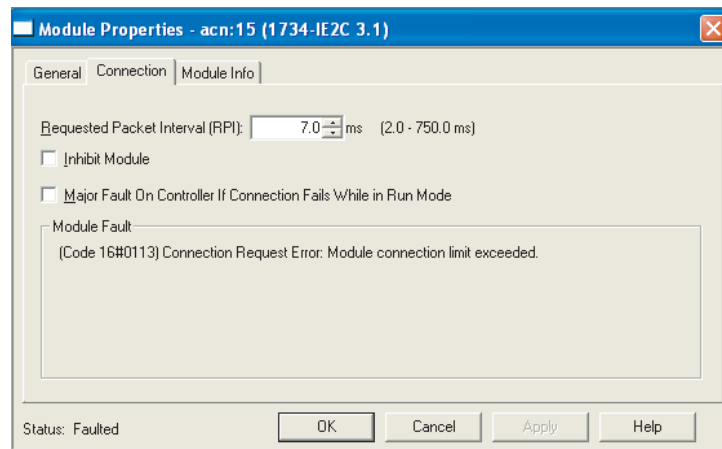 Module Properties - acn:15 (1734-IE2C 3.1)
General Connection Module Info
Requested Packet Interval (RPI): 7.0 ms (2.0 - 750.0 ms)
Inhibit Module
Major Fault On Controller If Connection Fails While in Run Mode
Module Fault
(Code 16#0113) Connection Request Error: Module connection limit exceeded.
Status: Faulted OK Cancel Apply Help